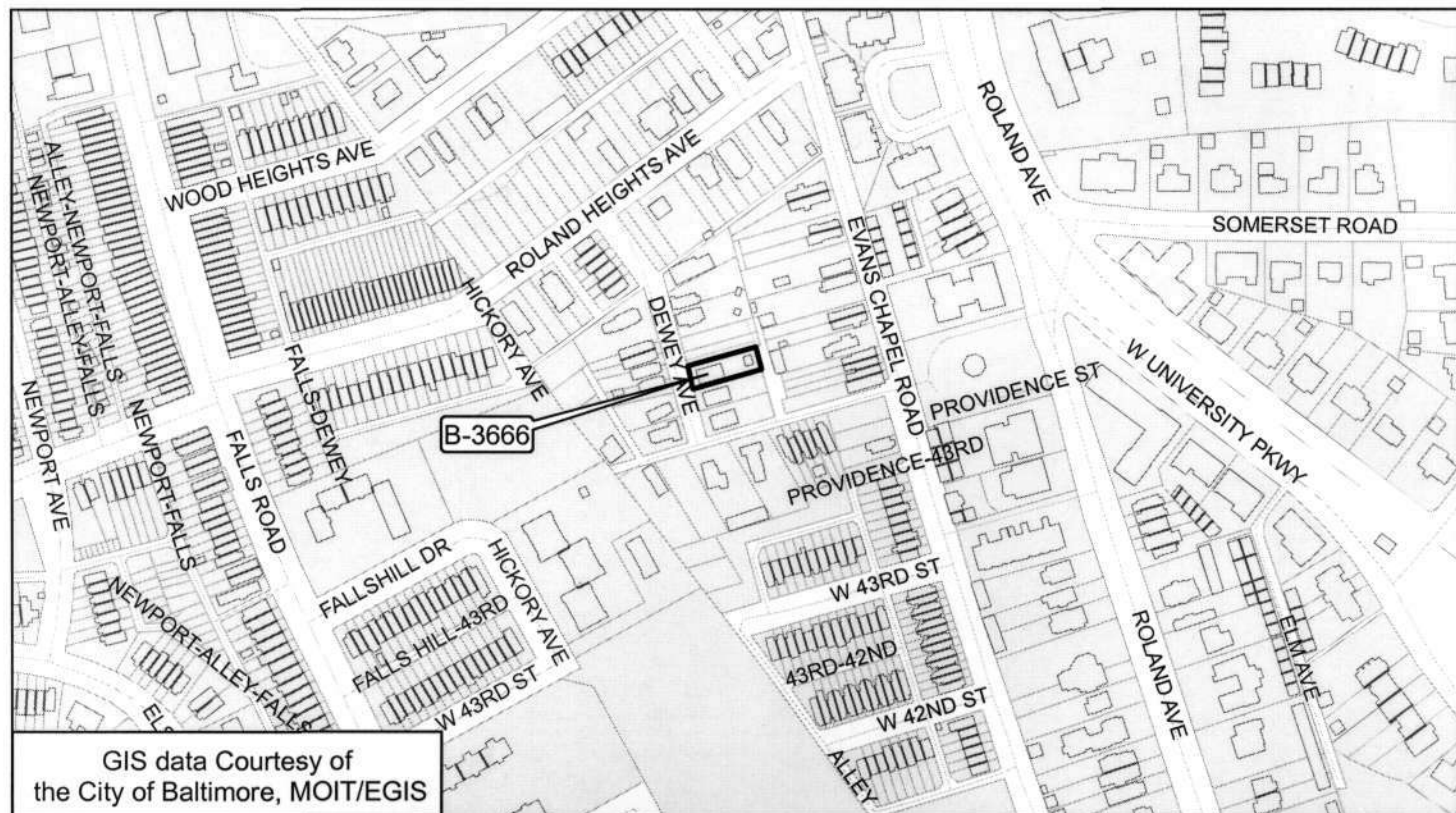 ROLAND AVE
WOOD HEIGHTS AVE
ALLEY-NEWPORT-FALLS
NEWPORT-ALLEY-FALLS
ROLAND HEIGHTS AVE
SOMERSET ROAD
EVANS CHAPEL ROAD
HICKORY AVE
DEWEY AVE
FALLS-DEWEY
W UNIVERSITY PKWY
PROVIDENCE ST
B-3666
NEWPORT AVE
NEWPORT-FALLS
FALLS ROAD
PROVIDENCE-43RD
FALLSHILL DR
HICKORY AVE
NEWPORT-ALLEY-FALLS
FALLS HILL-43RD
W 43RD ST
W 43RD ST
43RD-42ND
W 42ND ST
ROLAND AVE
ELM AVE
ALLEY
GIS data Courtesy of
the City of Baltimore, MOIT/EGIS